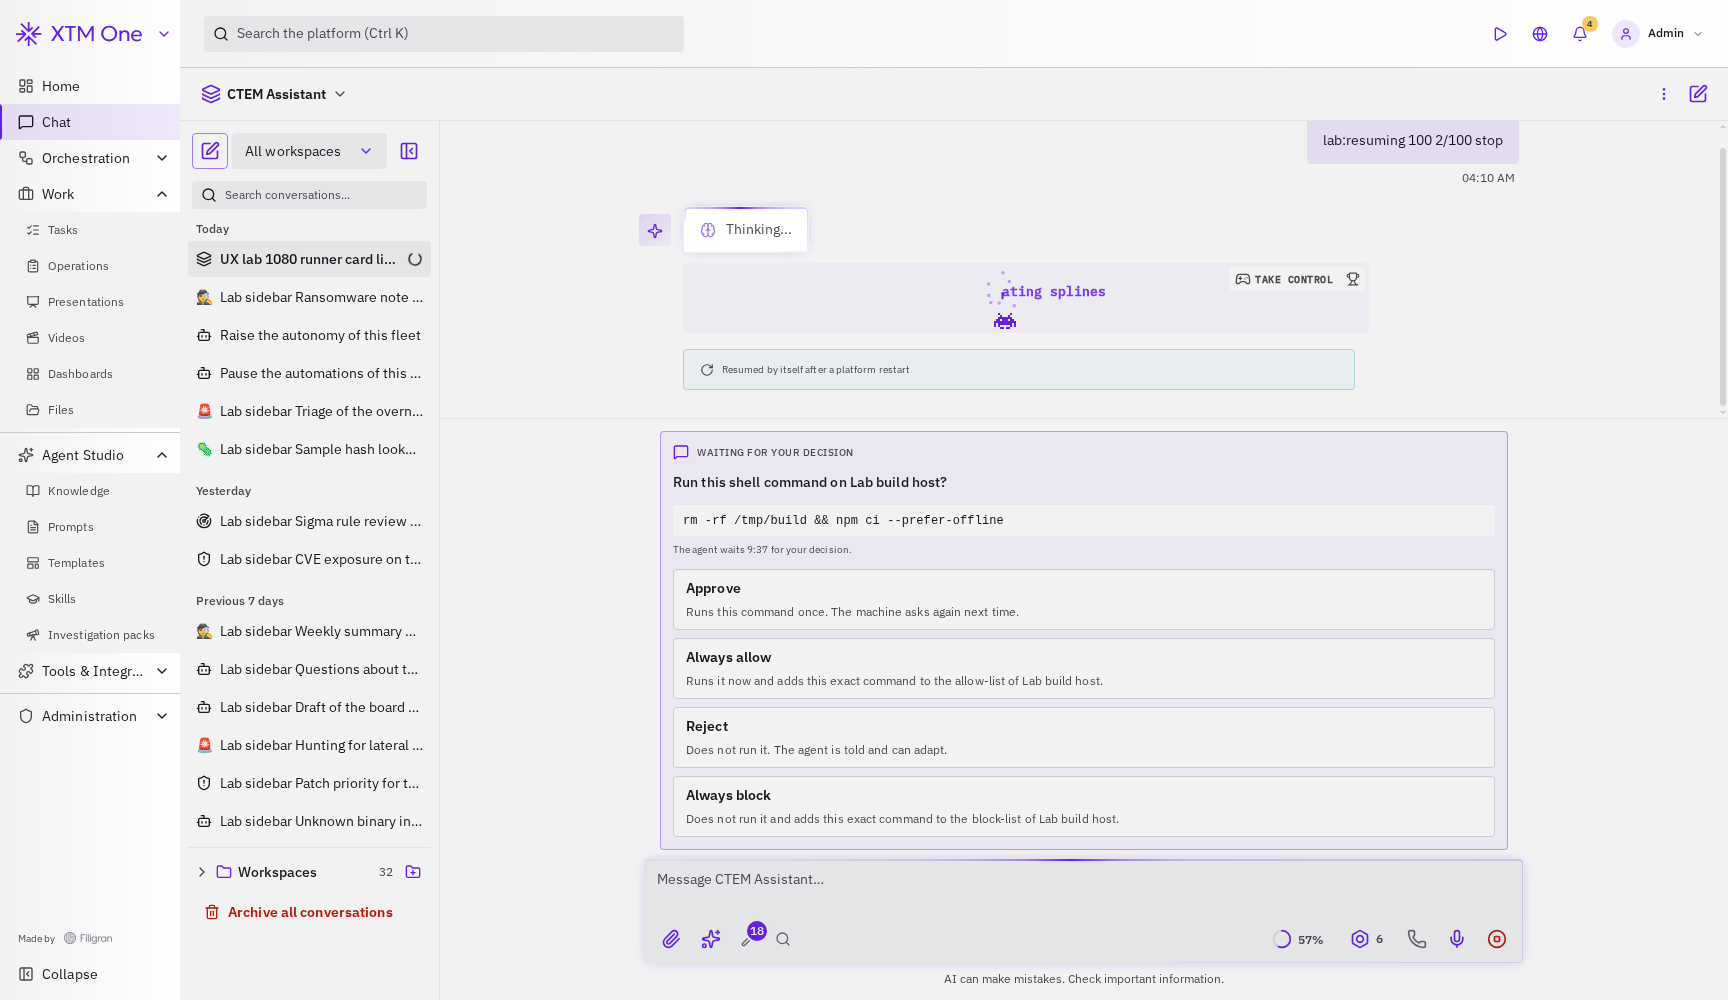 XTM One
Search the platform (Ctrl K)
4
Admin
Home
Chat
Orchestration
Work
Tasks
Operations
Presentations
Videos
Dashboards
Files
Agent Studio
Knowledge
Prompts
Templates
Skills
Investigation packs
Tools & Integr...
Administration
Made by Filigran
Collapse
CTEM Assistant
All workspaces
Search conversations...
Today
UX lab 1080 runner card li...
Lab sidebar Ransomware note ...
Raise the autonomy of this fleet
Pause the automations of this ...
Lab sidebar Triage of the overn...
Lab sidebar Sample hash look...
Yesterday
Lab sidebar Sigma rule review ...
Lab sidebar CVE exposure on t...
Previous 7 days
Lab sidebar Weekly summary ...
Lab sidebar Questions about t...
Lab sidebar Draft of the board ...
Lab sidebar Hunting for lateral ...
Lab sidebar Patch priority for t...
Lab sidebar Unknown binary in...
Workspaces 32
Archive all conversations
lab:resuming 100 2/100 stop
04:10 AM
Thinking...
ating splines
TAKE CONTROL
Resumed by itself after a platform restart
WAITING FOR YOUR DECISION
Run this shell command on Lab build host?
rm -rf /tmp/build && npm ci --prefer-offline
The agent waits 9:37 for your decision.
Approve
Runs this command once. The machine asks again next time.
Always allow
Runs it now and adds this exact command to the allow-list of Lab build host.
Reject
Does not run it. The agent is told and can adapt.
Always block
Does not run it and adds this exact command to the block-list of Lab build host.
Message CTEM Assistant...
18
57%
6
AI can make mistakes. Check important information.